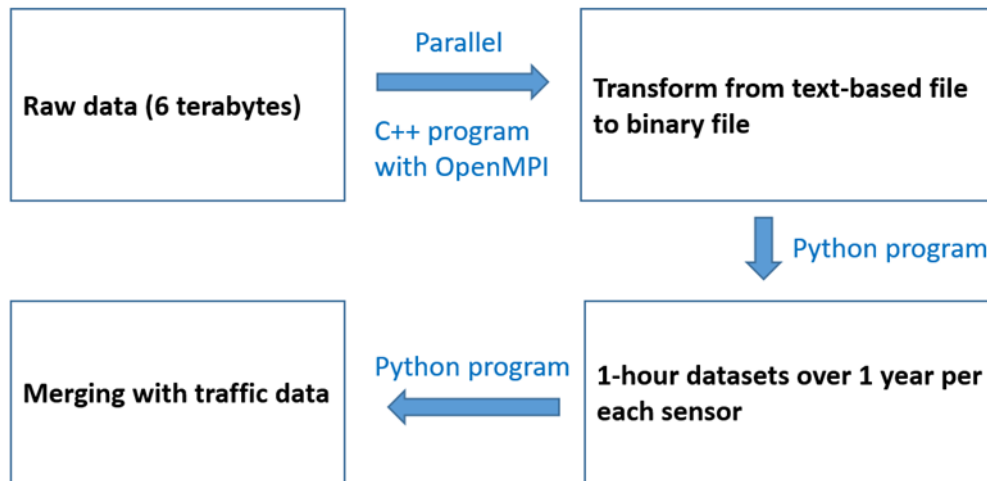 Raw data (6 terabytes)
Parallel
C++ program
with OpenMPI
Transform from text-based file
to binary file
Python program
1-hour datasets over 1 year per
each sensor
Python program
Merging with traffic data